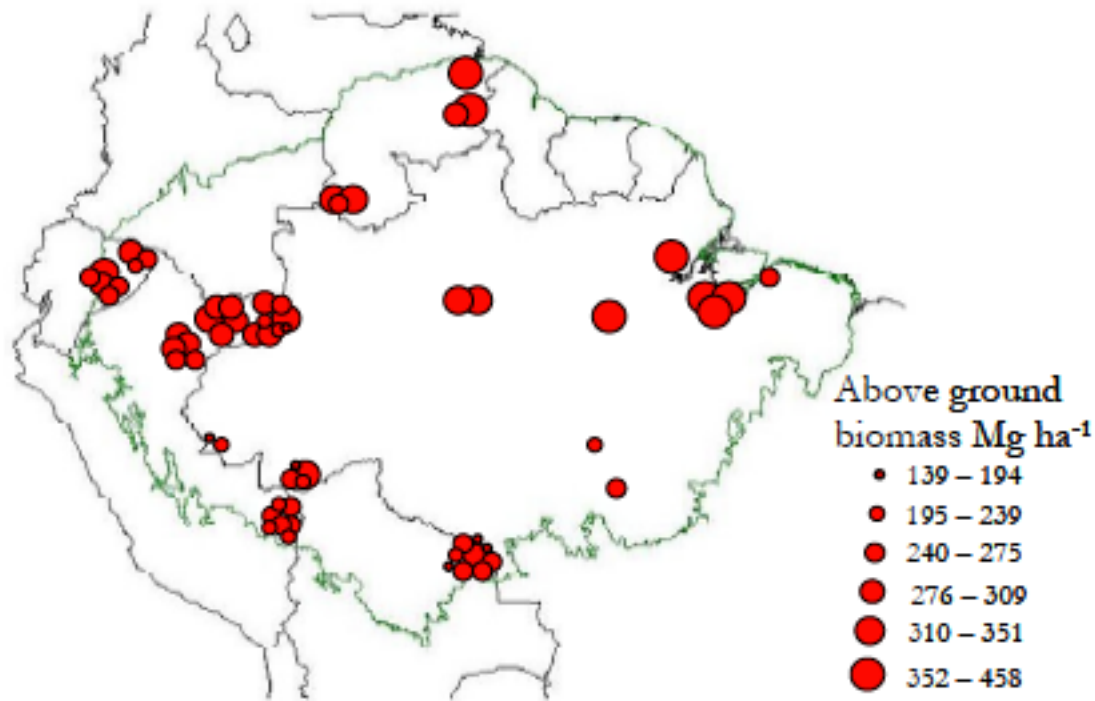 Above ground
biomass Mg ha⁻¹
139 – 194
195 – 239
240 – 275
276 – 309
310 – 351
352 – 458